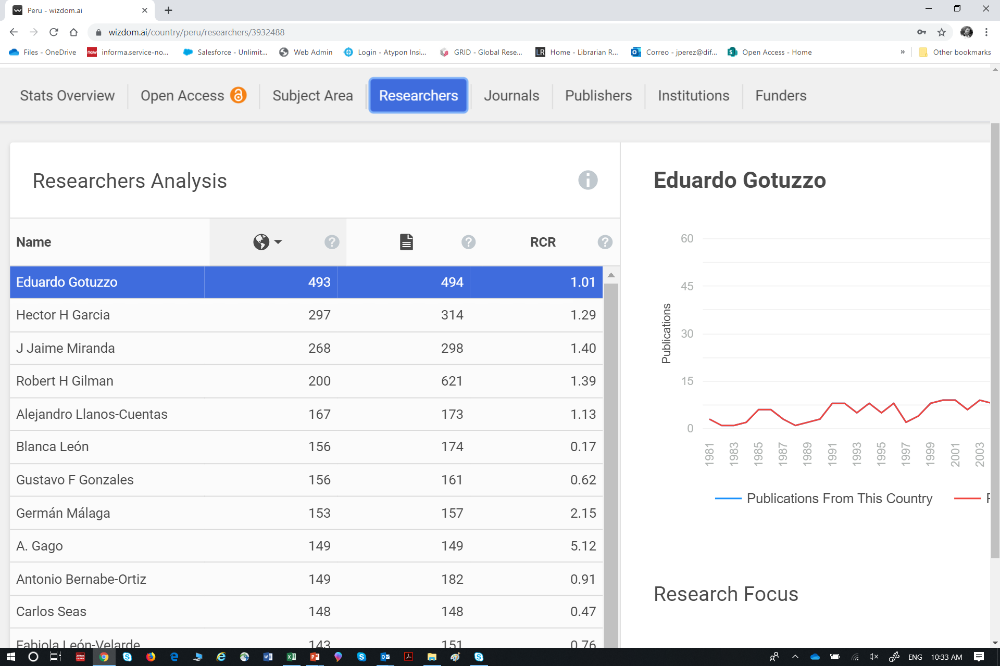 Peru - wizdom.ai
wizdom.ai/country/peru/researchers/3932488
Files - OneDrive now informa.service-no... Salesforce - Unlimit... Web Admin Login - Atypon Insi... GRID - Global Rese... LR Home - Librarian R... Correo - jperez@dif... Open Access - Home » Other bookmarks
Stats Overview Open Access Subject Area Researchers Journals Publishers Institutions Funders
Researchers Analysis
Name RCR
Eduardo Gotuzzo 493 494 1.01
Hector H Garcia 297 314 1.29
J Jaime Miranda 268 298 1.40
Robert H Gilman 200 621 1.39
Alejandro Llanos-Cuentas 167 173 1.13
Blanca León 156 174 0.17
Gustavo F Gonzales 156 161 0.62
Germán Málaga 153 157 2.15
A. Gago 149 149 5.12
Antonio Bernabe-Ortiz 149 182 0.91
Carlos Seas 148 148 0.47
Fabiola León-Velarde 143 151 0.76
Eduardo Gotuzzo
Publications
60
45
30
15
0
1981 1983 1985 1987 1989 1991 1993 1995 1997 1999 2001 2003
Publications From This Country
Research Focus
ENG 10:33 AM